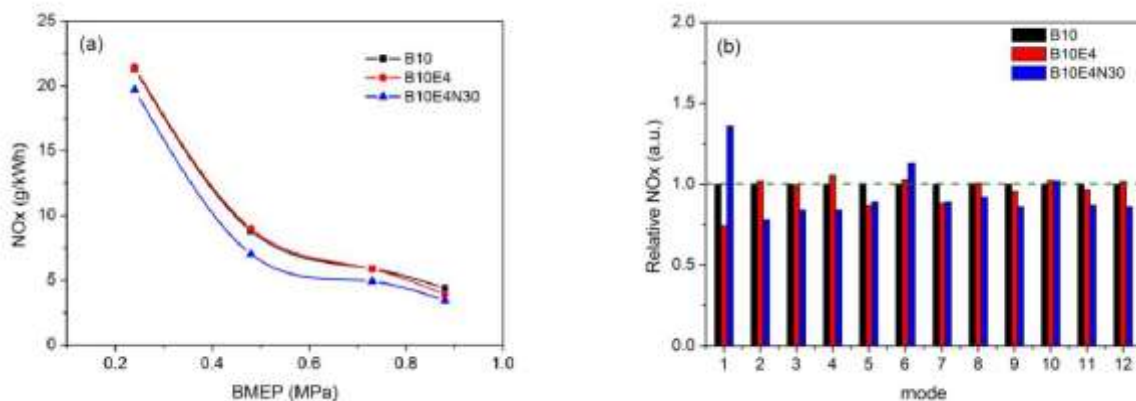 (a)
B10
B10E4
B10E4N30
NOx (g/kWh)
25
20
15
10
5
0
0.2 0.4 0.6 0.8 1.0
BMEP (MPa)
(b)
B10
B10E4
B10E4N30
Relative NOx (a.u.)
2.0
1.5
1.0
0.5
0.0
1 2 3 4 5 6 7 8 9 10 11 12
mode